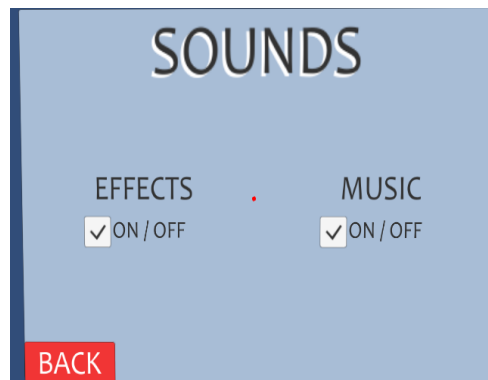 SOUNDS
EFFECTS
MUSIC
ON / OFF
ON / OFF
BACK